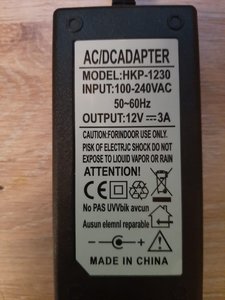 AC/DCADAPTER
MODEL:HKP-1230
INPUT:100-240VAC
50~60Hz
OUTPUT:12V⎓3A
CAUTION: FORINDOOR USE ONLY.
PISK OF ELECTRJC SHOCK DO NOT
EXPOSE TO LIQUID VAPOR OR RAIN
ATTENTION
No PAS UVVbik avcun
Ausun elemnl reparable
- +
MADE IN CHINA